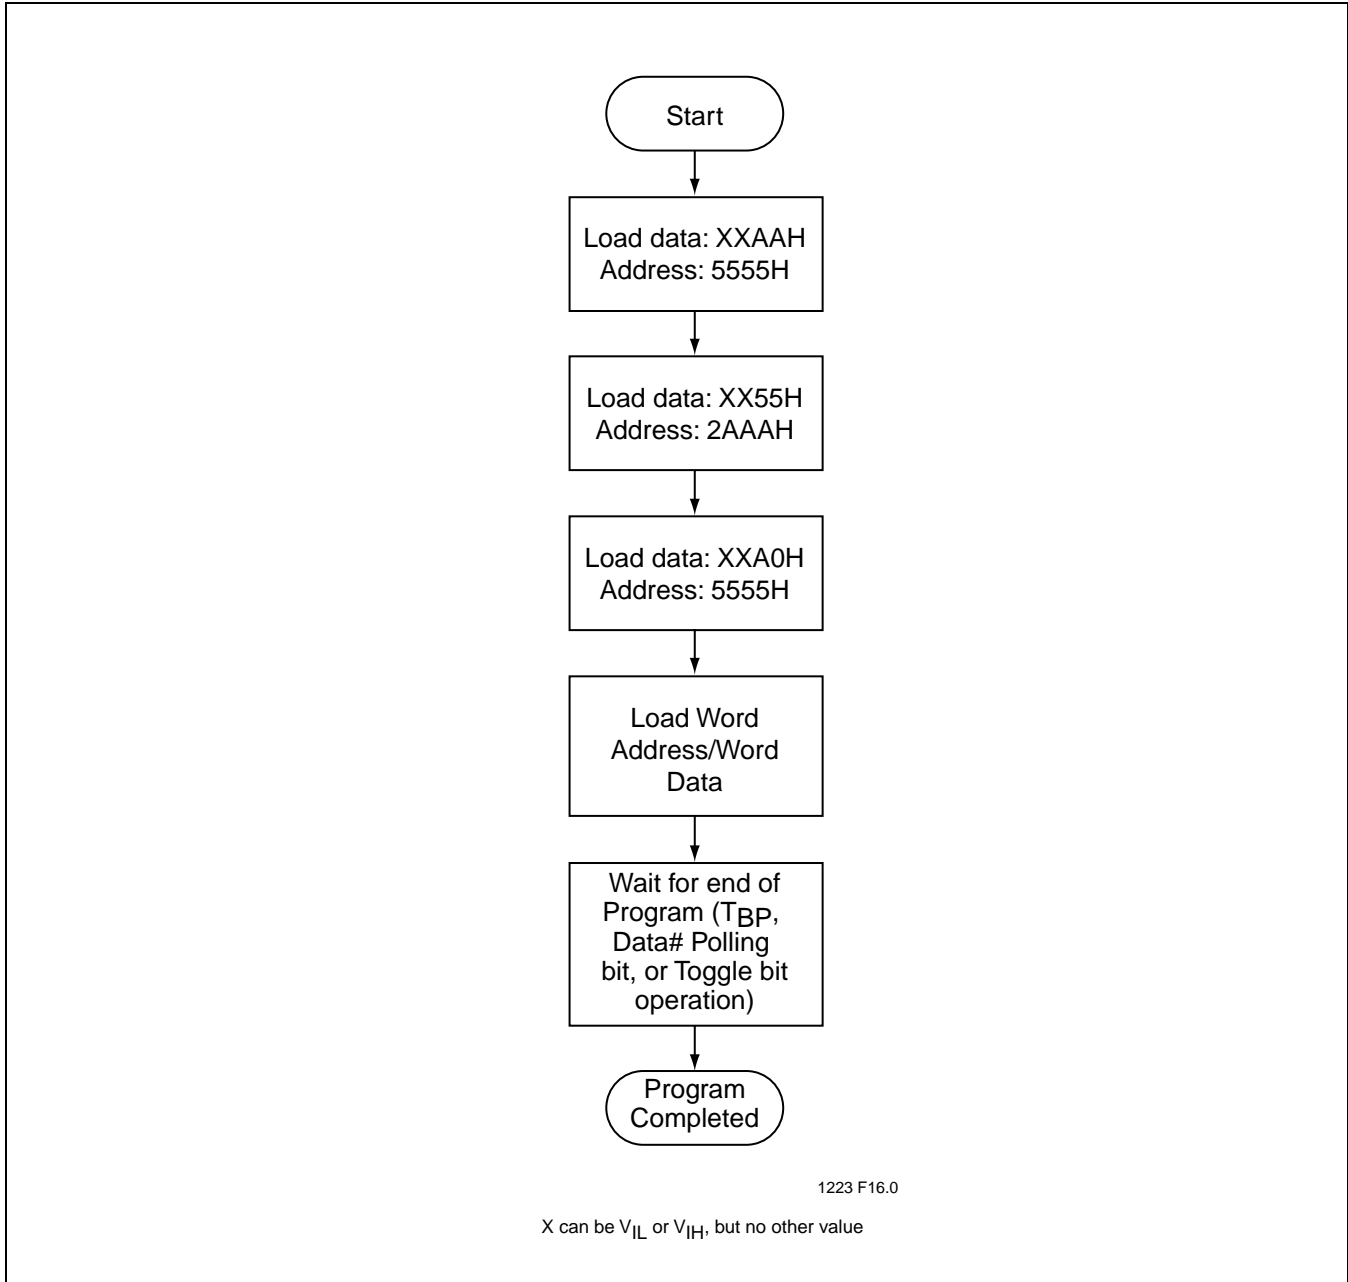 Start
Load data: XXAAH
Address: 5555H
Load data: XX55H
Address: 2AAAH
Load data: XXA0H
Address: 5555H
Load Word
Address/Word
Data
Wait for end of
Program (TBP,
Data# Polling
bit, or Toggle bit
operation)
Program
Completed
1223 F16.0
X can be VIL or VIH, but no other value